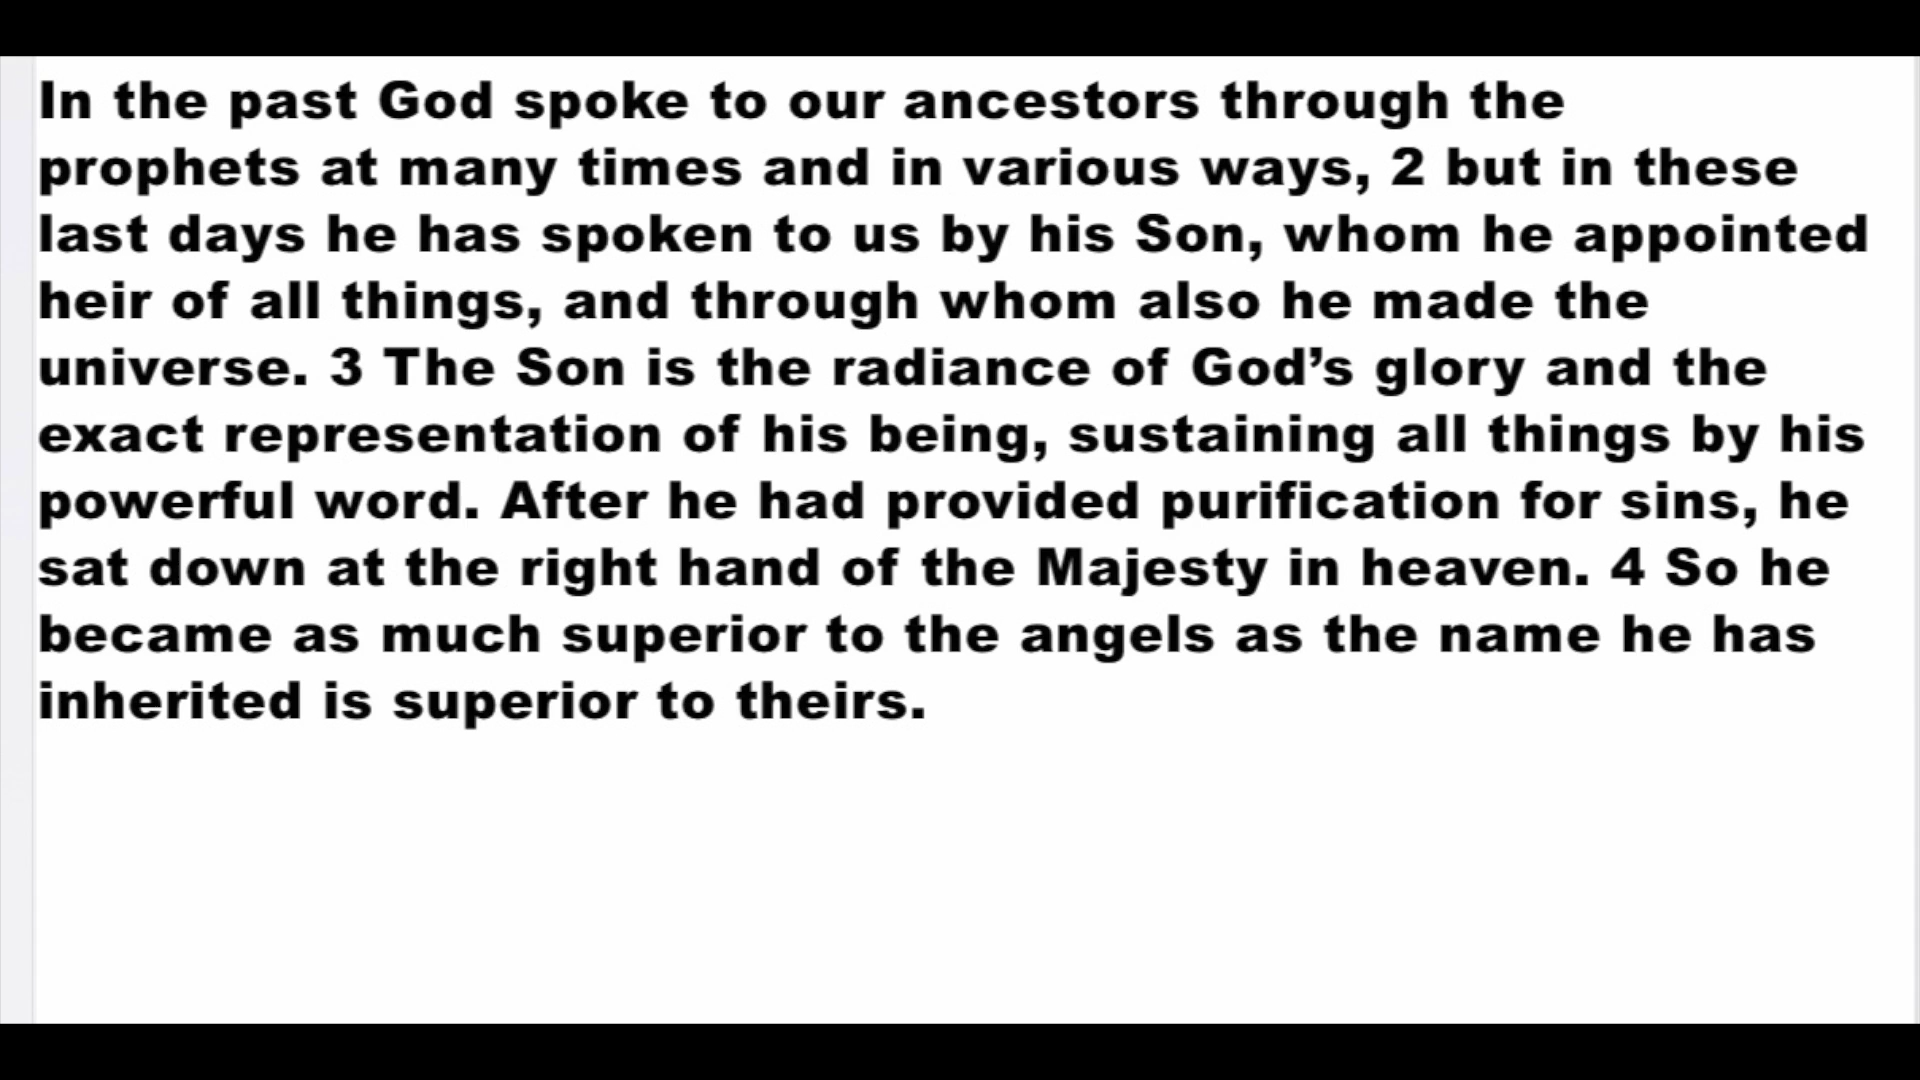 In the past God spoke to our ancestors through the
prophets at many times and in various ways, 2 but in these
last days he has spoken to us by his Son, whom he appointed
heir of all things, and through whom also he made the
universe. 3 The Son is the radiance of God’s glory and the
exact representation of his being, sustaining all things by his
powerful word. After he had provided purification for sins, he
sat down at the right hand of the Majesty in heaven. 4 So he
became as much superior to the angels as the name he has
inherited is superior to theirs.